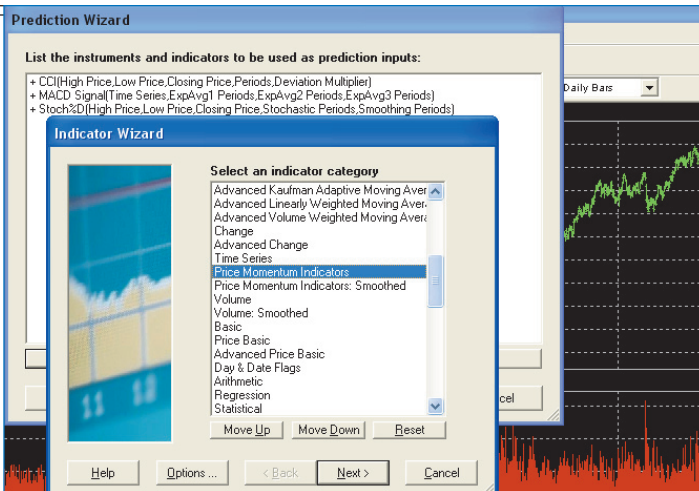 Prediction Wizard
List the instruments and indicators to be used as prediction inputs:
+ CCI(High Price,Low Price,Closing Price,Periods,Deviation Multiplier)
+ MACD Signal(Time Series,ExpAvg1 Periods,ExpAvg2 Periods,ExpAvg3 Periods)
+ Stoch%D(High Price,Low Price,Closing Price,Stochastic Periods,Smoothing Periods)
Daily Bars
Indicator Wizard
Select an indicator category
Advanced Kaufman Adaptive Moving Aver
Advanced Linearly Weighted Moving Avera
Advanced Volume Weighted Moving Avera
Change
Advanced Change
Time Series
Price Momentum Indicators
Price Momentum Indicators: Smoothed
Volume
Volume: Smoothed
Basic
Price Basic
Advanced Price Basic
Day & Date Flags
Arithmetic
Regression
Statistical
11 12
Move Up Move Down Reset
Help Options ... < Back Next > Cancel
cel